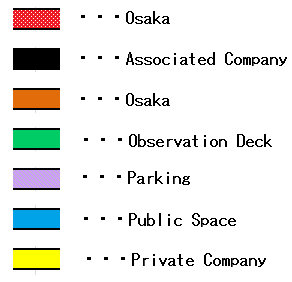 ・・・Osaka
・・・Associated Company
・・・Osaka
・・・Observation Deck
・・・Parking
・・・Public Space
・・・Private Company